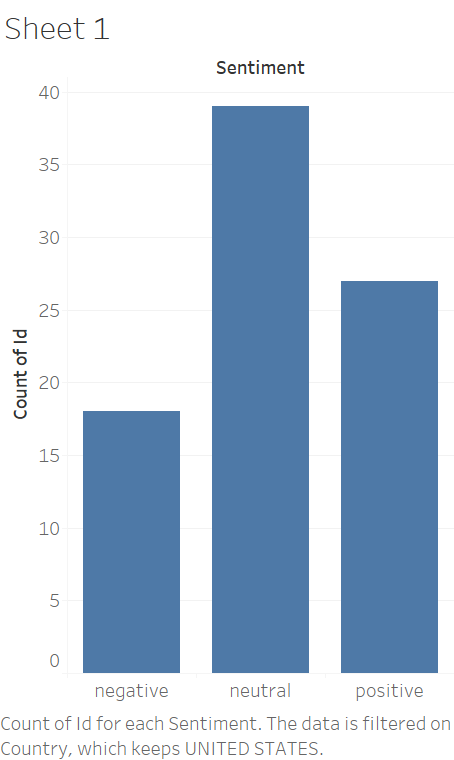 Sheet 1
Sentiment
40
35
30
25
20
15
10
5
0
Count of Id
negative neutral positive
Count of Id for each Sentiment. The data is filtered on
Country, which keeps UNITED STATES.